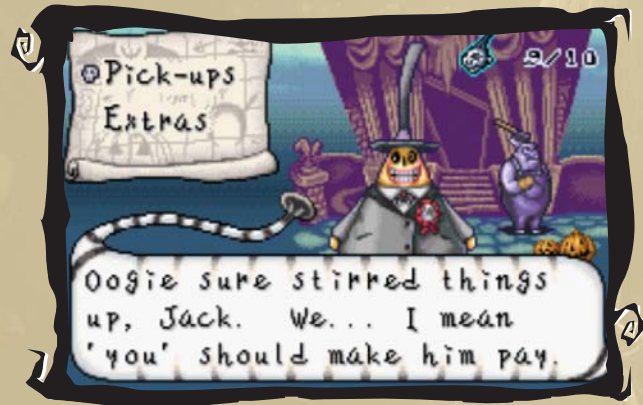 Pick-ups
Extras
9/10
Oogie sure stirred things
up, Jack. We... I mean
'you' should make him pay.